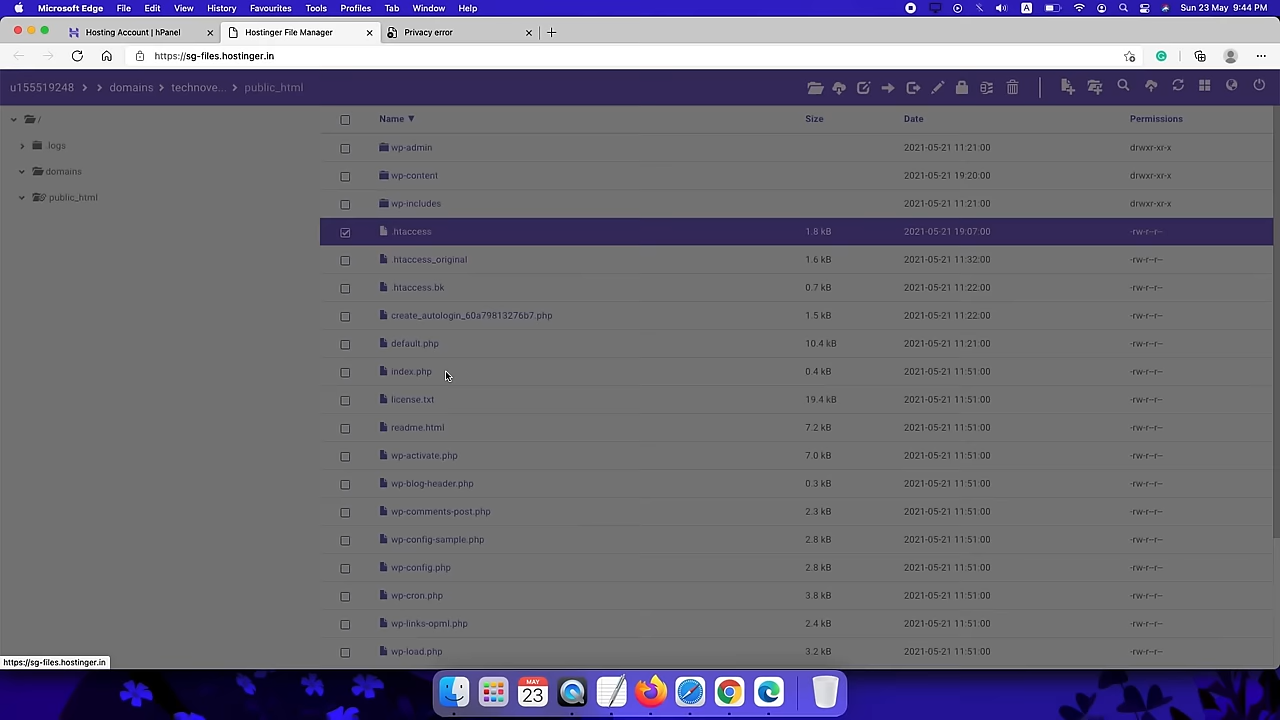 Microsoft Edge File Edit View History Favourites Tools Profiles Tab Window Help A Sun 23 May 9:44 PM
Hosting Account | hPanel Hostinger File Manager Privacy error
https://sg-files.hostinger.in
u155519248 domains technove... public_html
Name ▼ Size Date Permissions
/
.logs
domains
public_html
wp-admin 2021-05-21 11:21:00 drwxr-xr-x
wp-content 2021-05-21 19:20:00 drwxr-xr-x
wp-includes 2021-05-21 11:21:00 drwxr-xr-x
.htaccess 1.8 kB 2021-05-21 19:07:00 -rw-r--r--
.htaccess_original 1.6 kB 2021-05-21 11:32:00 -rw-r--r--
.htaccess.bk 0.7 kB 2021-05-21 11:22:00 -rw-r--r--
create_autologin_60a79813276b7.php 1.5 kB 2021-05-21 11:22:00 -rw-r--r--
default.php 10.4 kB 2021-05-21 11:21:00 -rw-r--r--
index.php 0.4 kB 2021-05-21 11:51:00 -rw-r--r--
license.txt 19.4 kB 2021-05-21 11:51:00 -rw-r--r--
readme.html 7.2 kB 2021-05-21 11:51:00 -rw-r--r--
wp-activate.php 7.0 kB 2021-05-21 11:51:00 -rw-r--r--
wp-blog-header.php 0.3 kB 2021-05-21 11:51:00 -rw-r--r--
wp-comments-post.php 2.3 kB 2021-05-21 11:51:00 -rw-r--r--
wp-config-sample.php 2.8 kB 2021-05-21 11:51:00 -rw-r--r--
wp-config.php 2.8 kB 2021-05-21 11:51:00 -rw-r--r--
wp-cron.php 3.8 kB 2021-05-21 11:51:00 -rw-r--r--
wp-links-opml.php 2.4 kB 2021-05-21 11:51:00 -rw-r--r--
wp-load.php 3.2 kB 2021-05-21 11:51:00 -rw-r--r--
https://sg-files.hostinger.in
MAY
23